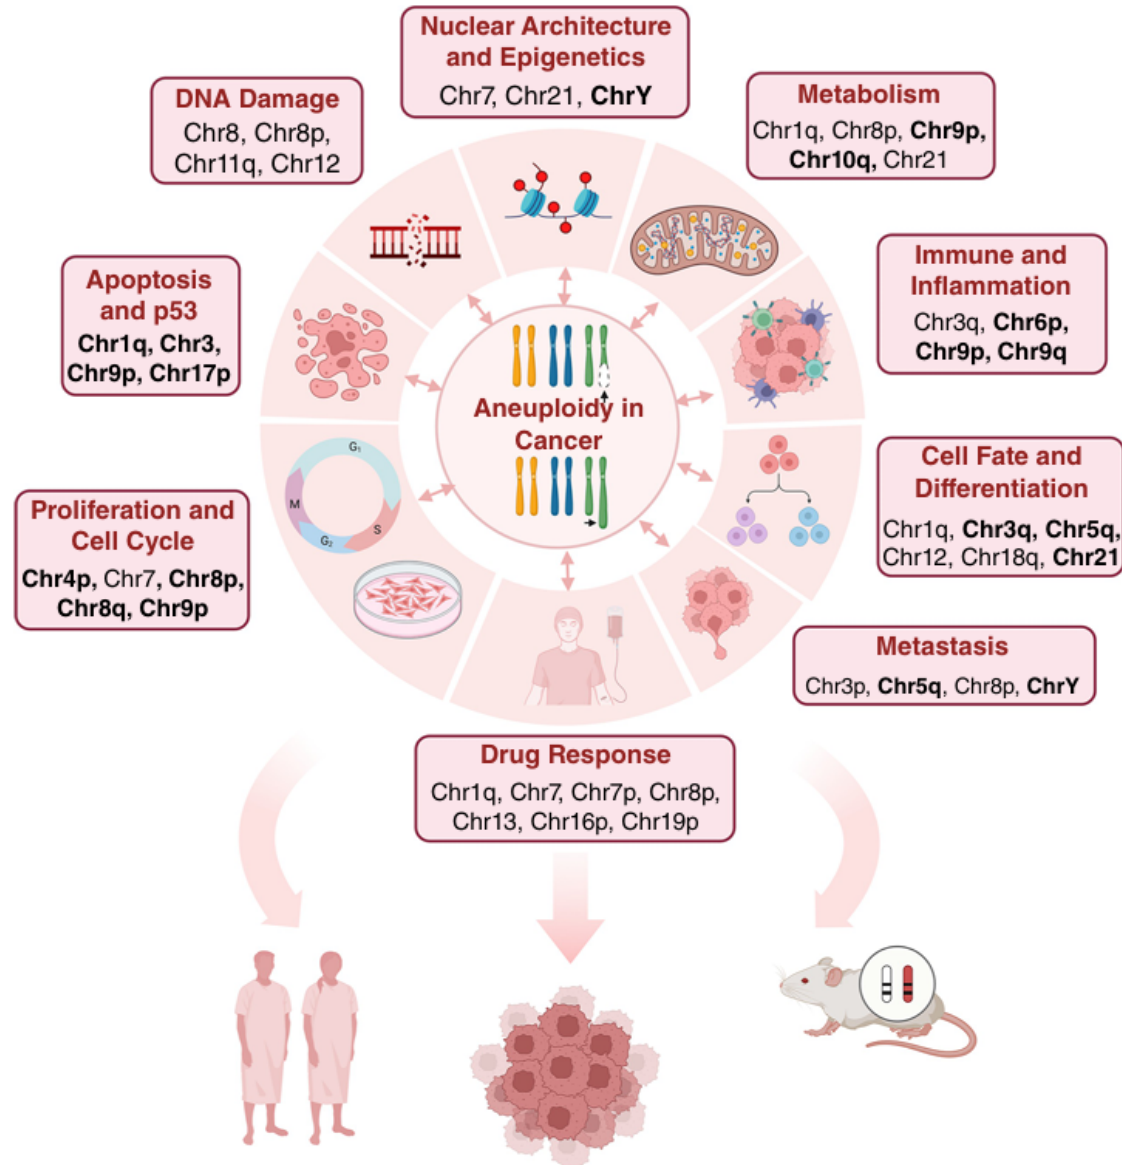 Nuclear Architecture
and Epigenetics
Chr7, Chr21, ChrY
DNA Damage
Chr8, Chr8p,
Chr11q, Chr12
Metabolism
Chr1q, Chr8p, Chr9p,
Chr10q, Chr21
Apoptosis
and p53
Chr1q, Chr3,
Chr9p, Chr17p
Immune and
Inflammation
Chr3q, Chr6p,
Chr9p, Chr9q
Aneuploidy in
Cancer
G1
S
G2
M
Proliferation and
Cell Cycle
Chr4p, Chr7, Chr8p,
Chr8q, Chr9p
Cell Fate and
Differentiation
Chr1q, Chr3q, Chr5q,
Chr12, Chr18q, Chr21
Metastasis
Chr3p, Chr5q, Chr8p, ChrY
Drug Response
Chr1q, Chr7, Chr7p, Chr8p,
Chr13, Chr16p, Chr19p